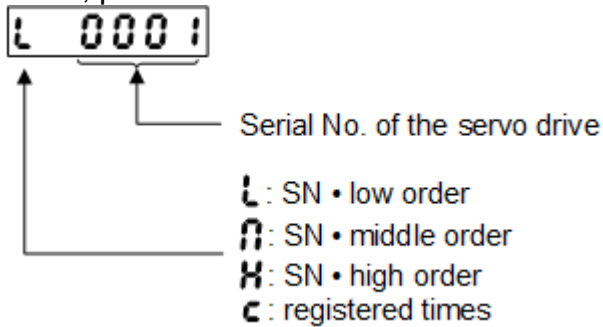 L 0001
Serial No. of the servo drive
L : SN • low order
M : SN • middle order
H : SN • high order
c : registered times